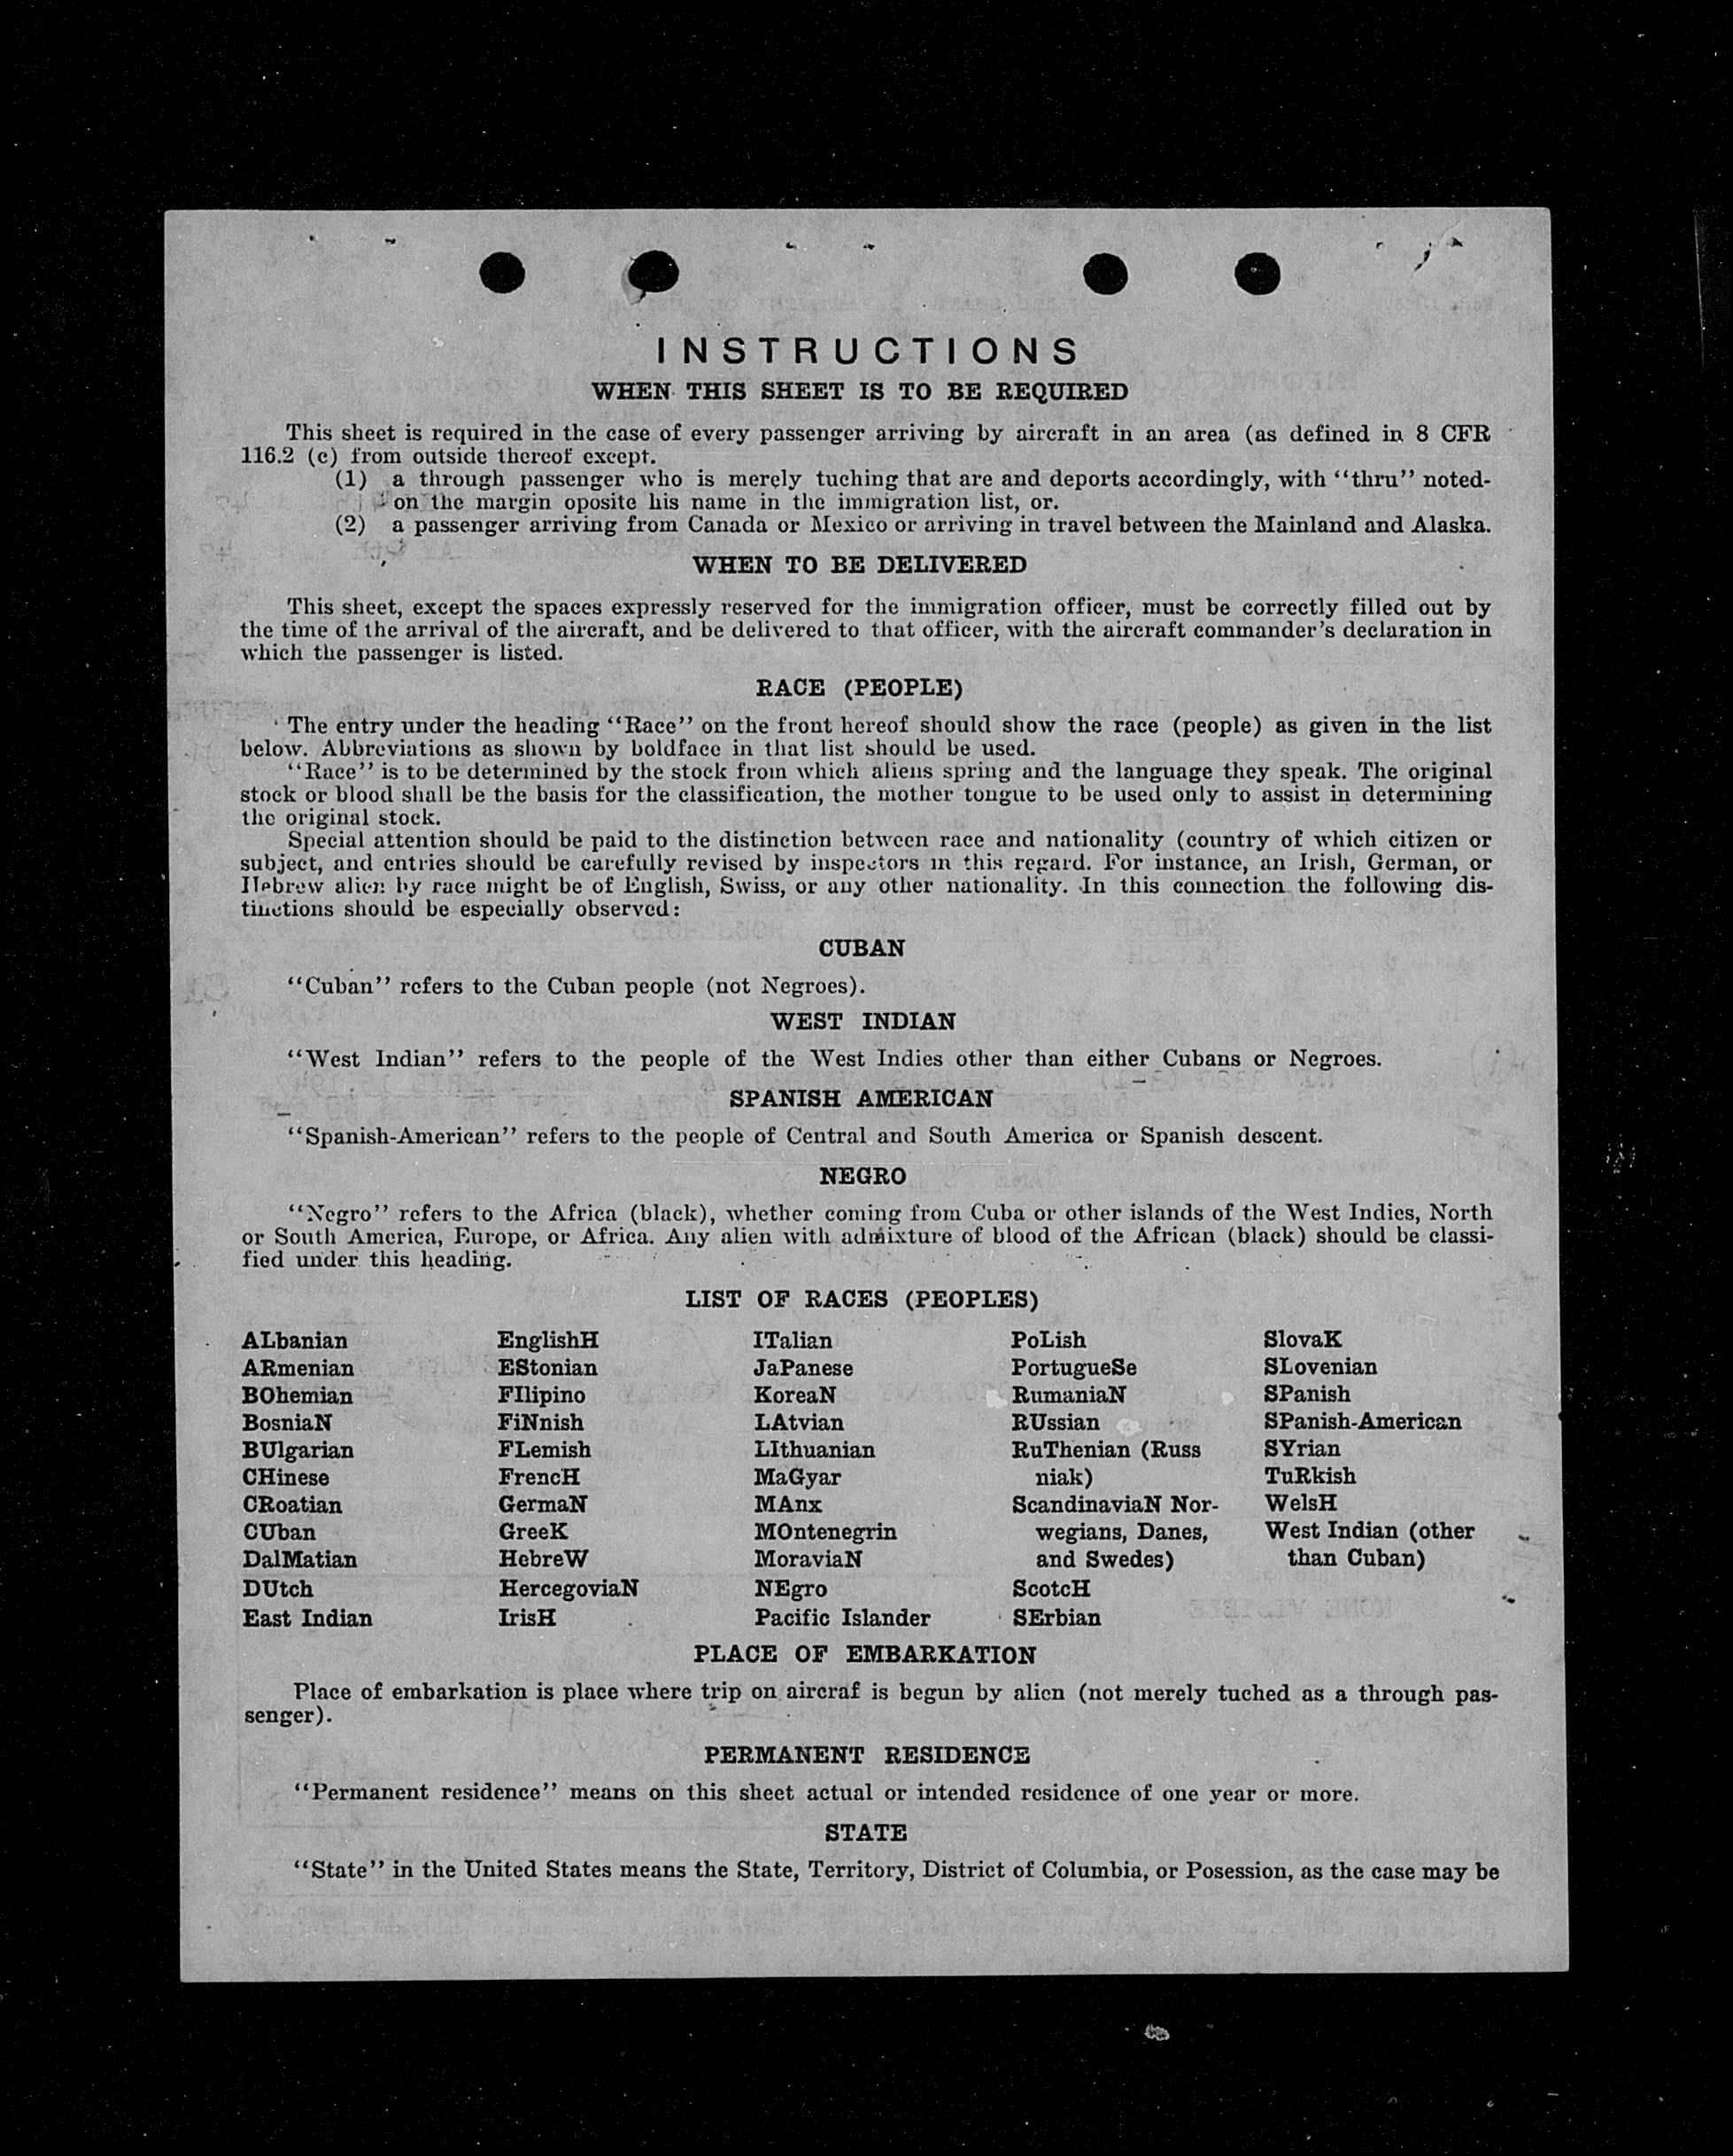 INSTRUCTIONS
WHEN THIS SHEET IS TO BE REQUIRED
This sheet is required in the case of every passenger arriving by aircraft in an area (as defined in 8 CFR
116.2 (c) from outside thereof except.
(1) a through passenger who is merely tuching that are and deports accordingly, with "thru" noted-
on the margin oposite his name in the immigration list, or.
(2) a passenger arriving from Canada or Mexico or arriving in travel between the Mainland and Alaska.
WHEN TO BE DELIVERED
This sheet, except the spaces expressly reserved for the immigration officer, must be correctly filled out by
the time of the arrival of the aircraft, and be delivered to that officer, with the aircraft commander's declaration in
which the passenger is listed.
RACE (PEOPLE)
The entry under the heading "Race" on the front hereof should show the race (people) as given in the list
below. Abbreviations as shown by boldface in that list should be used.
"Race" is to be determined by the stock from which aliens spring and the language they speak. The original
stock or blood shall be the basis for the classification, the mother tongue to be used only to assist in determining
the original stock.
Special attention should be paid to the distinction between race and nationality (country of which citizen or
subject, and entries should be carefully revised by inspectors in this regard. For instance, an Irish, German, or
Hebrew alien by race might be of English, Swiss, or any other nationality. In this connection the following dis-
tinctions should be especially observed:
CUBAN
"Cuban" refers to the Cuban people (not Negroes).
WEST INDIAN
"West Indian" refers to the people of the West Indies other than either Cubans or Negroes.
SPANISH AMERICAN
"Spanish-American" refers to the people of Central and South America or Spanish descent.
NEGRO
"Negro" refers to the Africa (black), whether coming from Cuba or other islands of the West Indies, North
or South America, Europe, or Africa. Any alien with admixture of blood of the African (black) should be classi-
fied under this heading.
LIST OF RACES (PEOPLES)
ALbanian
ARmenian
BOhemian
BosniaN
BUlgarian
CHinese
CRoatian
CUban
DalMatian
DUtch
East Indian
EnglishH
EStonian
FIlipino
FiNnish
FLemish
FrencH
GermaN
GreeK
HebreW
HercegoviaN
IrisH
ITalian
JaPanese
KoreaN
LAtvian
LIthuanian
MaGyar
MAnx
MOntenegrin
MoraviaN
NEgro
Pacific Islander
PoLish
PortugueSe
RumaniaN
RUssian
RuThenian (Russ
niak)
ScandinaviaN Nor-
wegians, Danes,
and Swedes)
ScotcH
SErbian
SlovaK
SLovenian
SPanish
SPanish-American
SYrian
TuRkish
WelsH
West Indian (other
than Cuban)
PLACE OF EMBARKATION
Place of embarkation is place where trip on aircraf is begun by alien (not merely tuched as a through pas-
senger).
PERMANENT RESIDENCE
"Permanent residence" means on this sheet actual or intended residence of one year or more.
STATE
"State" in the United States means the State, Territory, District of Columbia, or Posession, as the case may be